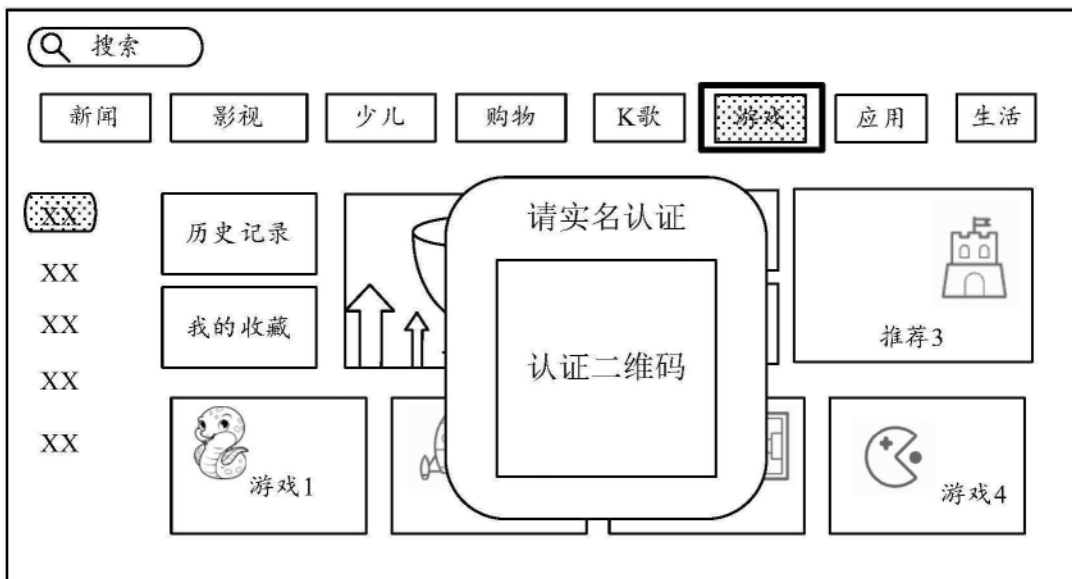 搜索
新闻 影视 少儿 购物 K歌 游戏 应用 生活
XX
XX
XX
XX
XX
历史记录
我的收藏
请实名认证
认证二维码
推荐3
游戏1
游戏4